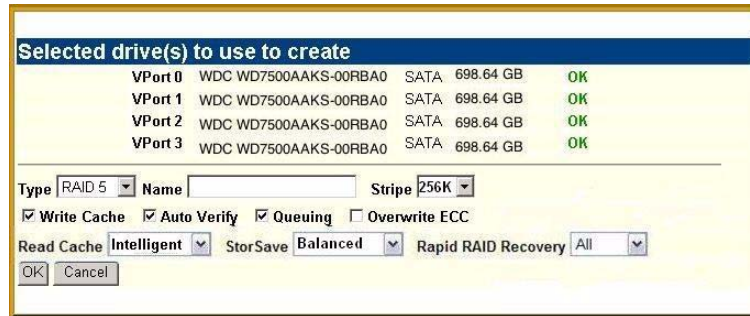 Selected drive(s) to use to create
VPort 0 WDC WD7500AAKS-00RBA0 SATA 698.64 GB OK
VPort 1 WDC WD7500AAKS-00RBA0 SATA 698.64 GB OK
VPort 2 WDC WD7500AAKS-00RBA0 SATA 698.64 GB OK
VPort 3 WDC WD7500AAKS-00RBA0 SATA 698.64 GB OK
Type RAID 5 Name Stripe 256K
Write Cache Auto Verify Queuing Overwrite ECC
Read Cache Intelligent StorSave Balanced Rapid RAID Recovery All
OK Cancel